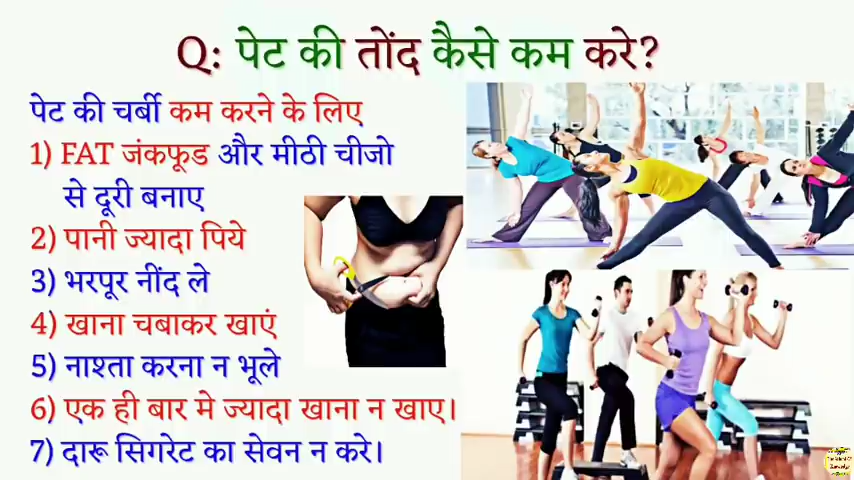 Q: पेट की तोंद कैसे कम करे?
पेट की चर्बी कम करने के लिए
1) FAT जंकफूड और मीठी चीजो
से दूरी बनाए
2) पानी ज्यादा पिये
3) भरपूर नींद ले
4) खाना चबाकर खाएं
5) नाश्ता करना न भूले
6) एक ही बार मे ज्यादा खाना न खाए।
7) दारू सिगरेट का सेवन न करे।